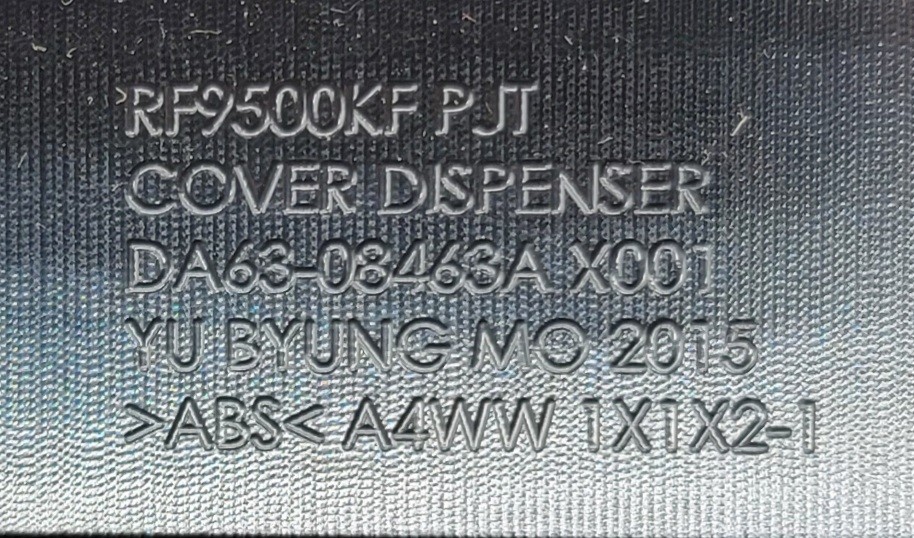 RF9500KF PJT
COVER DISPENSER
DA63-08463A X001
YU BYUNG MO 2015
>ABS< A4WW 1X1X2-1